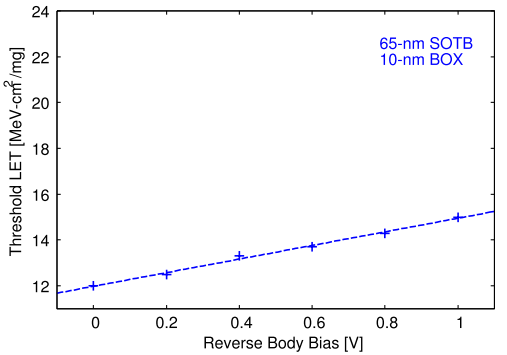 24
22
20
18
16
14
12
Threshold LET [MeV-cm²/mg]
65-nm SOTB
10-nm BOX
0 0.2 0.4 0.6 0.8 1
Reverse Body Bias [V]